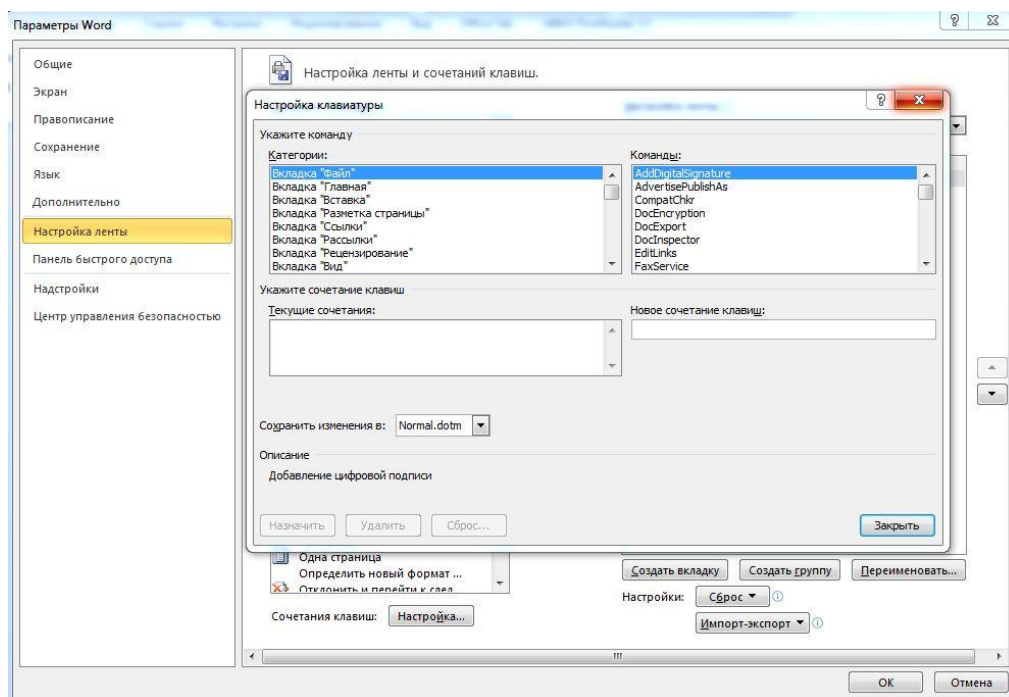 Параметры Word
Общие
Экран
Правописание
Сохранение
Язык
Дополнительно
Настройка ленты
Панель быстрого доступа
Надстройки
Центр управления безопасностью
Настройка ленты и сочетаний клавиш.
Настройка клавиатуры
Укажите команду
Категории:
Вкладка "Файл"
Вкладка "Главная"
Вкладка "Вставка"
Вкладка "Разметка страницы"
Вкладка "Ссылки"
Вкладка "Рассылки"
Вкладка "Рецензирование"
Вкладка "Вид"
Команды:
AddDigitalSignature
AdvertisePublishAs
CompatChkr
DocEncryption
DocExport
DocInspector
EditLinks
FaxService
Укажите сочетание клавиш
Текущие сочетания:
Новое сочетание клавиш:
Сохранить изменения в: Normal.dotm
Описание
Добавление цифровой подписи
Назначить Удалить Сброс... Закрыть
Одна страница
Определить новый формат ...
Отклонить и перейти к след
Сочетания клавиш: Настройка...
Создать вкладку Создать группу Переименовать...
Настройки: Сброс
Импорт-экспорт
ОК Отмена